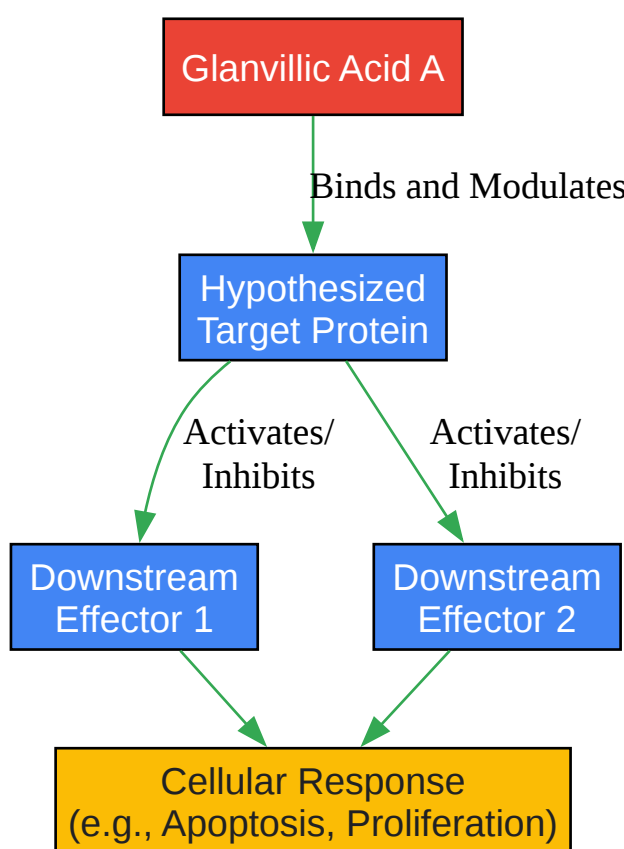 Glanvillic Acid A
Binds and Modulates
Hypothesized
Target Protein
Activates/
Inhibits
Activates/
Inhibits
Downstream
Effector 1
Downstream
Effector 2
Cellular Response
(e.g., Apoptosis, Proliferation)